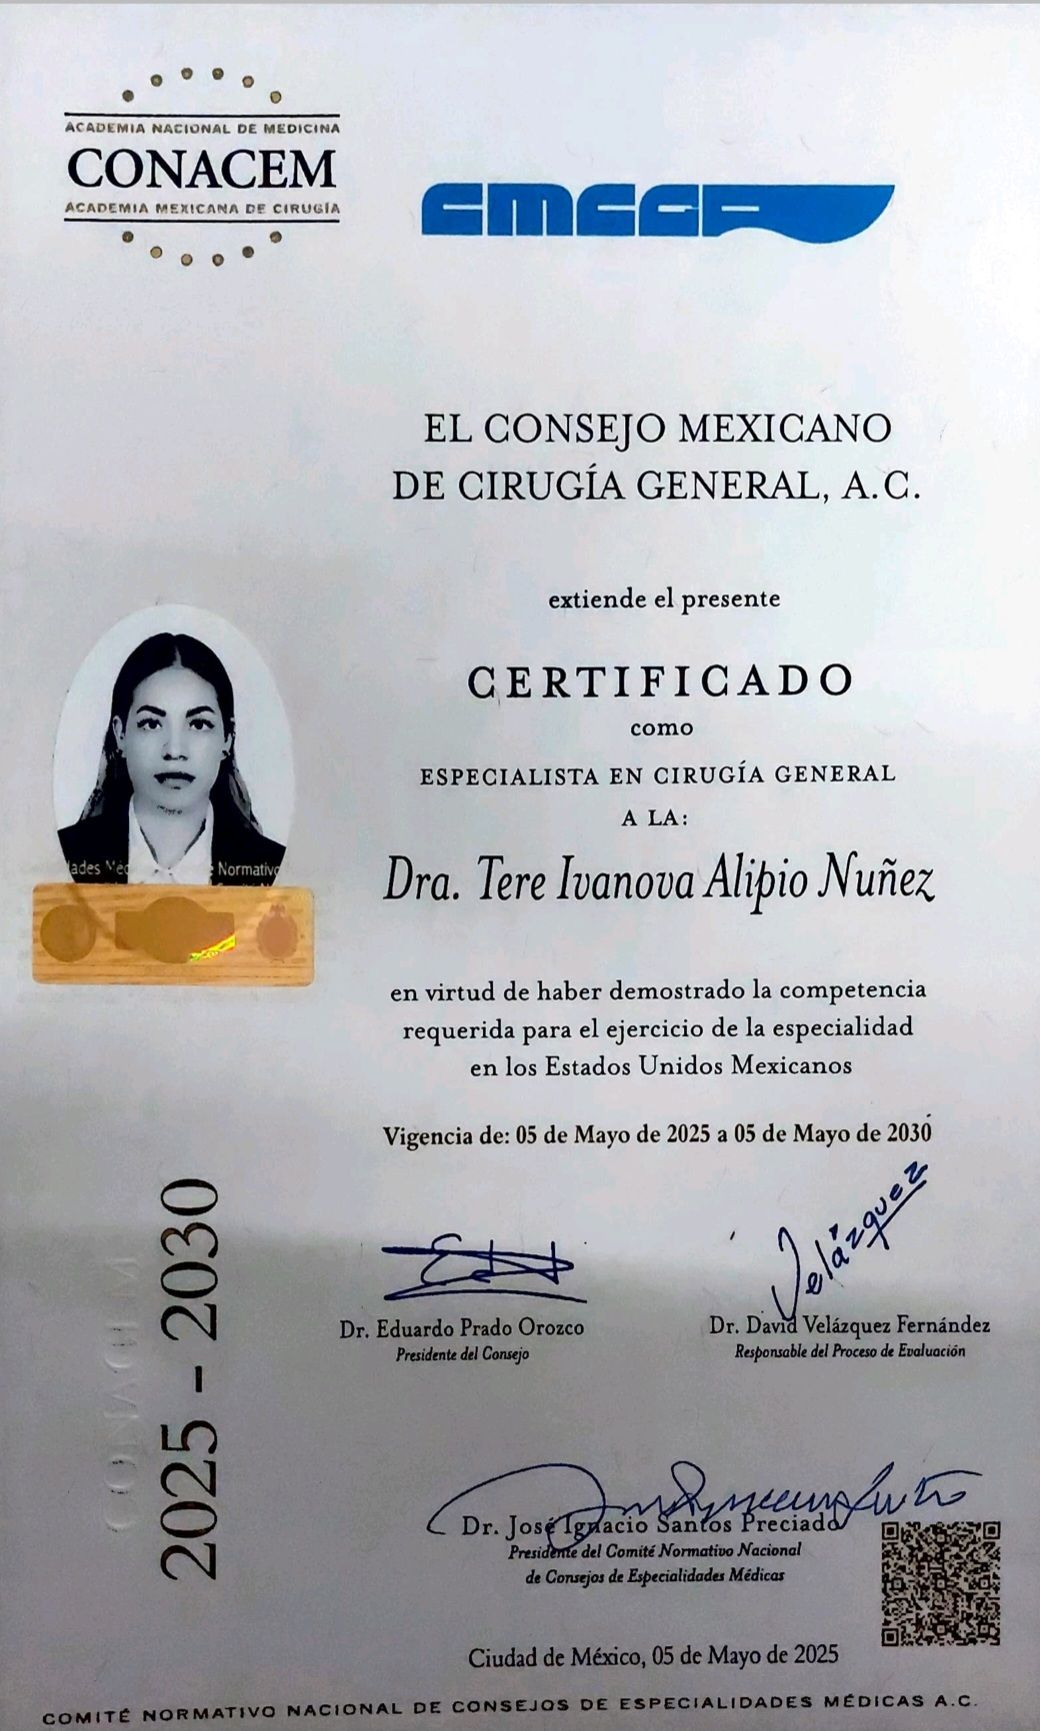 ACADEMIA NACIONAL DE MEDICINA
CONACEM
ACADEMIA MEXICANA DE CIRUGÍA
CMCG
EL CONSEJO MEXICANO
DE CIRUGÍA GENERAL, A.C.
extiende el presente
CERTIFICADO
como
ESPECIALISTA EN CIRUGÍA GENERAL
A LA:
Dra. Tere Ivanova Alipio Nuñez
Normativo
en virtud de haber demostrado la competencia
requerida para el ejercicio de la especialidad
en los Estados Unidos Mexicanos
Vigencia de: 05 de Mayo de 2025 a 05 de Mayo de 2030
2025 - 2030
CONACEM
Velázquez
Dr. Eduardo Prado Orozco
Presidente del Consejo
Dr. David Velázquez Fernández
Responsable del Proceso de Evaluación
Dr. José Ignacio Santos Preciado
Presidente del Comité Normativo Nacional
de Consejos de Especialidades Médicas
Ciudad de México, 05 de Mayo de 2025
COMITÉ NORMATIVO NACIONAL DE CONSEJOS DE ESPECIALIDADES MÉDICAS A.C.